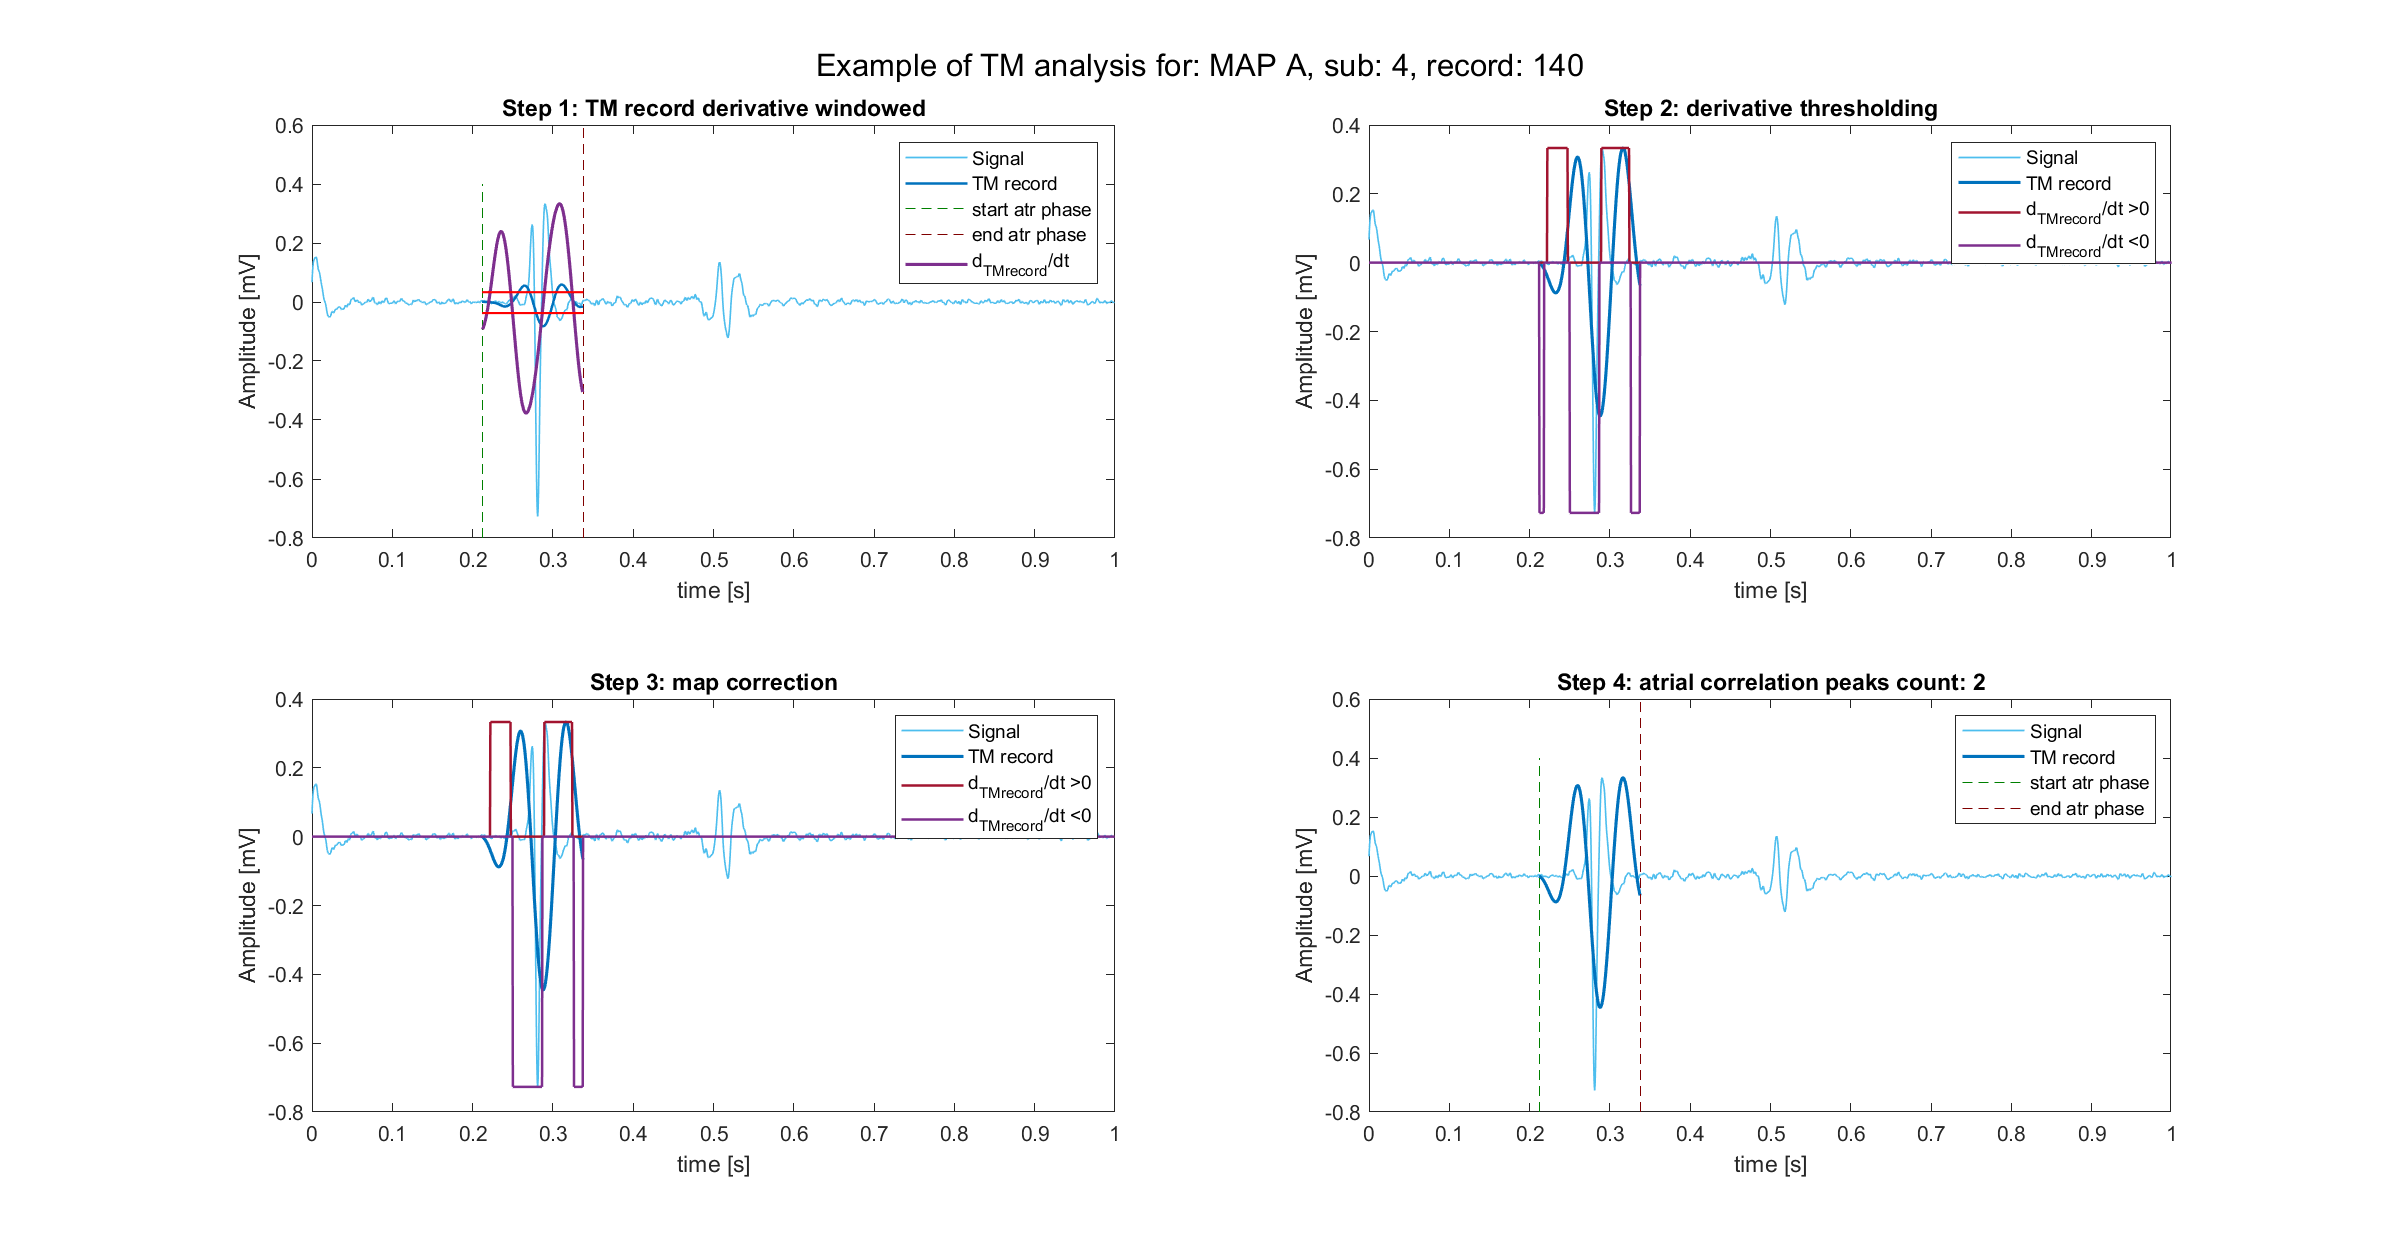 Example of TM analysis for: MAP A, sub: 4, record: 140
Step 1: TM record derivative windowed
0.6
0.4
0.2
0
-0.2
-0.4
-0.6
-0.8
Amplitude [mV]
0 0.1 0.2 0.3 0.4 0.5 0.6 0.7 0.8 0.9 1
time [s]
Signal
TM record
start atr phase
end atr phase
dTMrecord/dt
Step 2: derivative thresholding
0.4
0.2
0
-0.2
-0.4
-0.6
-0.8
Amplitude [mV]
0 0.1 0.2 0.3 0.4 0.5 0.6 0.7 0.8 0.9 1
time [s]
Signal
TM record
dTMrecord/dt >0
dTMrecord/dt <0
Step 3: map correction
0.4
0.2
0
-0.2
-0.4
-0.6
-0.8
Amplitude [mV]
0 0.1 0.2 0.3 0.4 0.5 0.6 0.7 0.8 0.9 1
time [s]
Signal
TM record
dTMrecord/dt >0
dTMrecord/dt <0
Step 4: atrial correlation peaks count: 2
0.6
0.4
0.2
0
-0.2
-0.4
-0.6
-0.8
Amplitude [mV]
0 0.1 0.2 0.3 0.4 0.5 0.6 0.7 0.8 0.9 1
time [s]
Signal
TM record
start atr phase
end atr phase